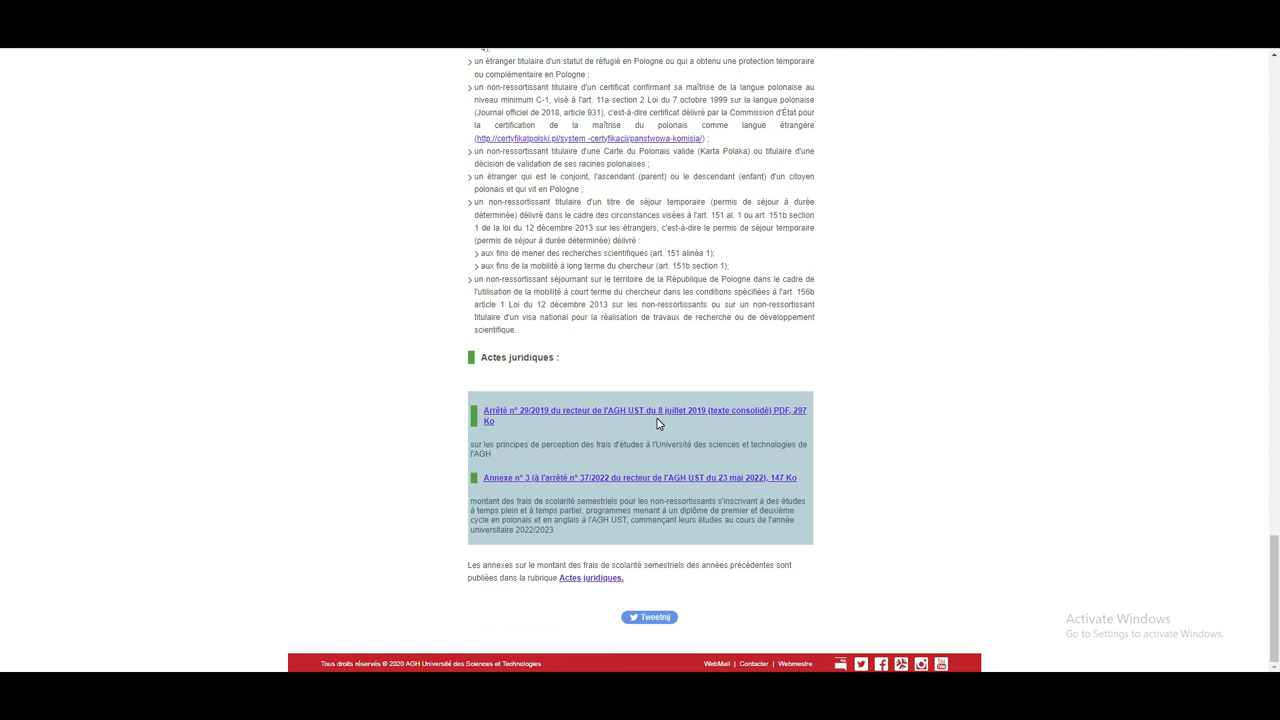 4);
un étranger titulaire d'un statut de réfugié en Pologne ou qui a obtenu une protection temporaire
ou complémentaire en Pologne ;
un non-ressortissant titulaire d'un certificat confirmant sa maîtrise de la langue polonaise au
niveau minimum C-1, visé à l'art. 11a section 2 Loi du 7 octobre 1999 sur la langue polonaise
(Journal officiel de 2018, article 931), c'est-à-dire certificat délivré par la Commission d'État pour
la certification de la maîtrise du polonais comme langue étrangère
(http://certyfikatpolski.pl/system -certyfikacji/panstwowa-komisja/) ;
un non-ressortissant titulaire d'une Carte du Polonais valide (Karta Polaka) ou titulaire d'une
décision de validation de ses racines polonaises ;
un étranger qui est le conjoint, l'ascendant (parent) ou le descendant (enfant) d'un citoyen
polonais et qui vit en Pologne ;
un non-ressortissant titulaire d'un titre de séjour temporaire (permis de séjour à durée
déterminée) délivré dans le cadre des circonstances visées à l'art. 151 al. 1 ou art. 151b section
1 de la loi du 12 décembre 2013 sur les étrangers, c'est-à-dire le permis de séjour temporaire
(permis de séjour à durée déterminée) délivré :
aux fins de mener des recherches scientifiques (art. 151 alinéa 1);
aux fins de la mobilité à long terme du chercheur (art. 151b section 1);
un non-ressortissant séjournant sur le territoire de la République de Pologne dans le cadre de
l'utilisation de la mobilité à court terme du chercheur dans les conditions spécifiées à l'art. 156b
article 1 Loi du 12 décembre 2013 sur les non-ressortissants ou sur un non-ressortissant
titulaire d'un visa national pour la réalisation de travaux de recherche ou de développement
scientifique.
Actes juridiques :
Arrêté n° 29/2019 du recteur de l'AGH UST du 8 juillet 2019 (texte consolidé) PDF, 297
Ko
sur les principes de perception des frais d'études à l'Université des sciences et technologies de
l'AGH
Annexe n° 3 (à l'arrêté n° 37/2022 du recteur de l'AGH UST du 23 mai 2022), 147 Ko
montant des frais de scolarité semestriels pour les non-ressortissants s'inscrivant à des études
à temps plein et à temps partiel, programmes menant à un diplôme de premier et deuxième
cycle en polonais et en anglais à l'AGH UST, commençant leurs études au cours de l'année
universitaire 2022/2023
Les annexes sur le montant des frais de scolarité semestriels des années précédentes sont
publiées dans la rubrique Actes juridiques.
Tweetnij
Activate Windows
Go to Settings to activate Windows.
Tous droits réservés © 2020 AGH Université des Sciences et Technologies
WebMail | Contacter | Webmestre